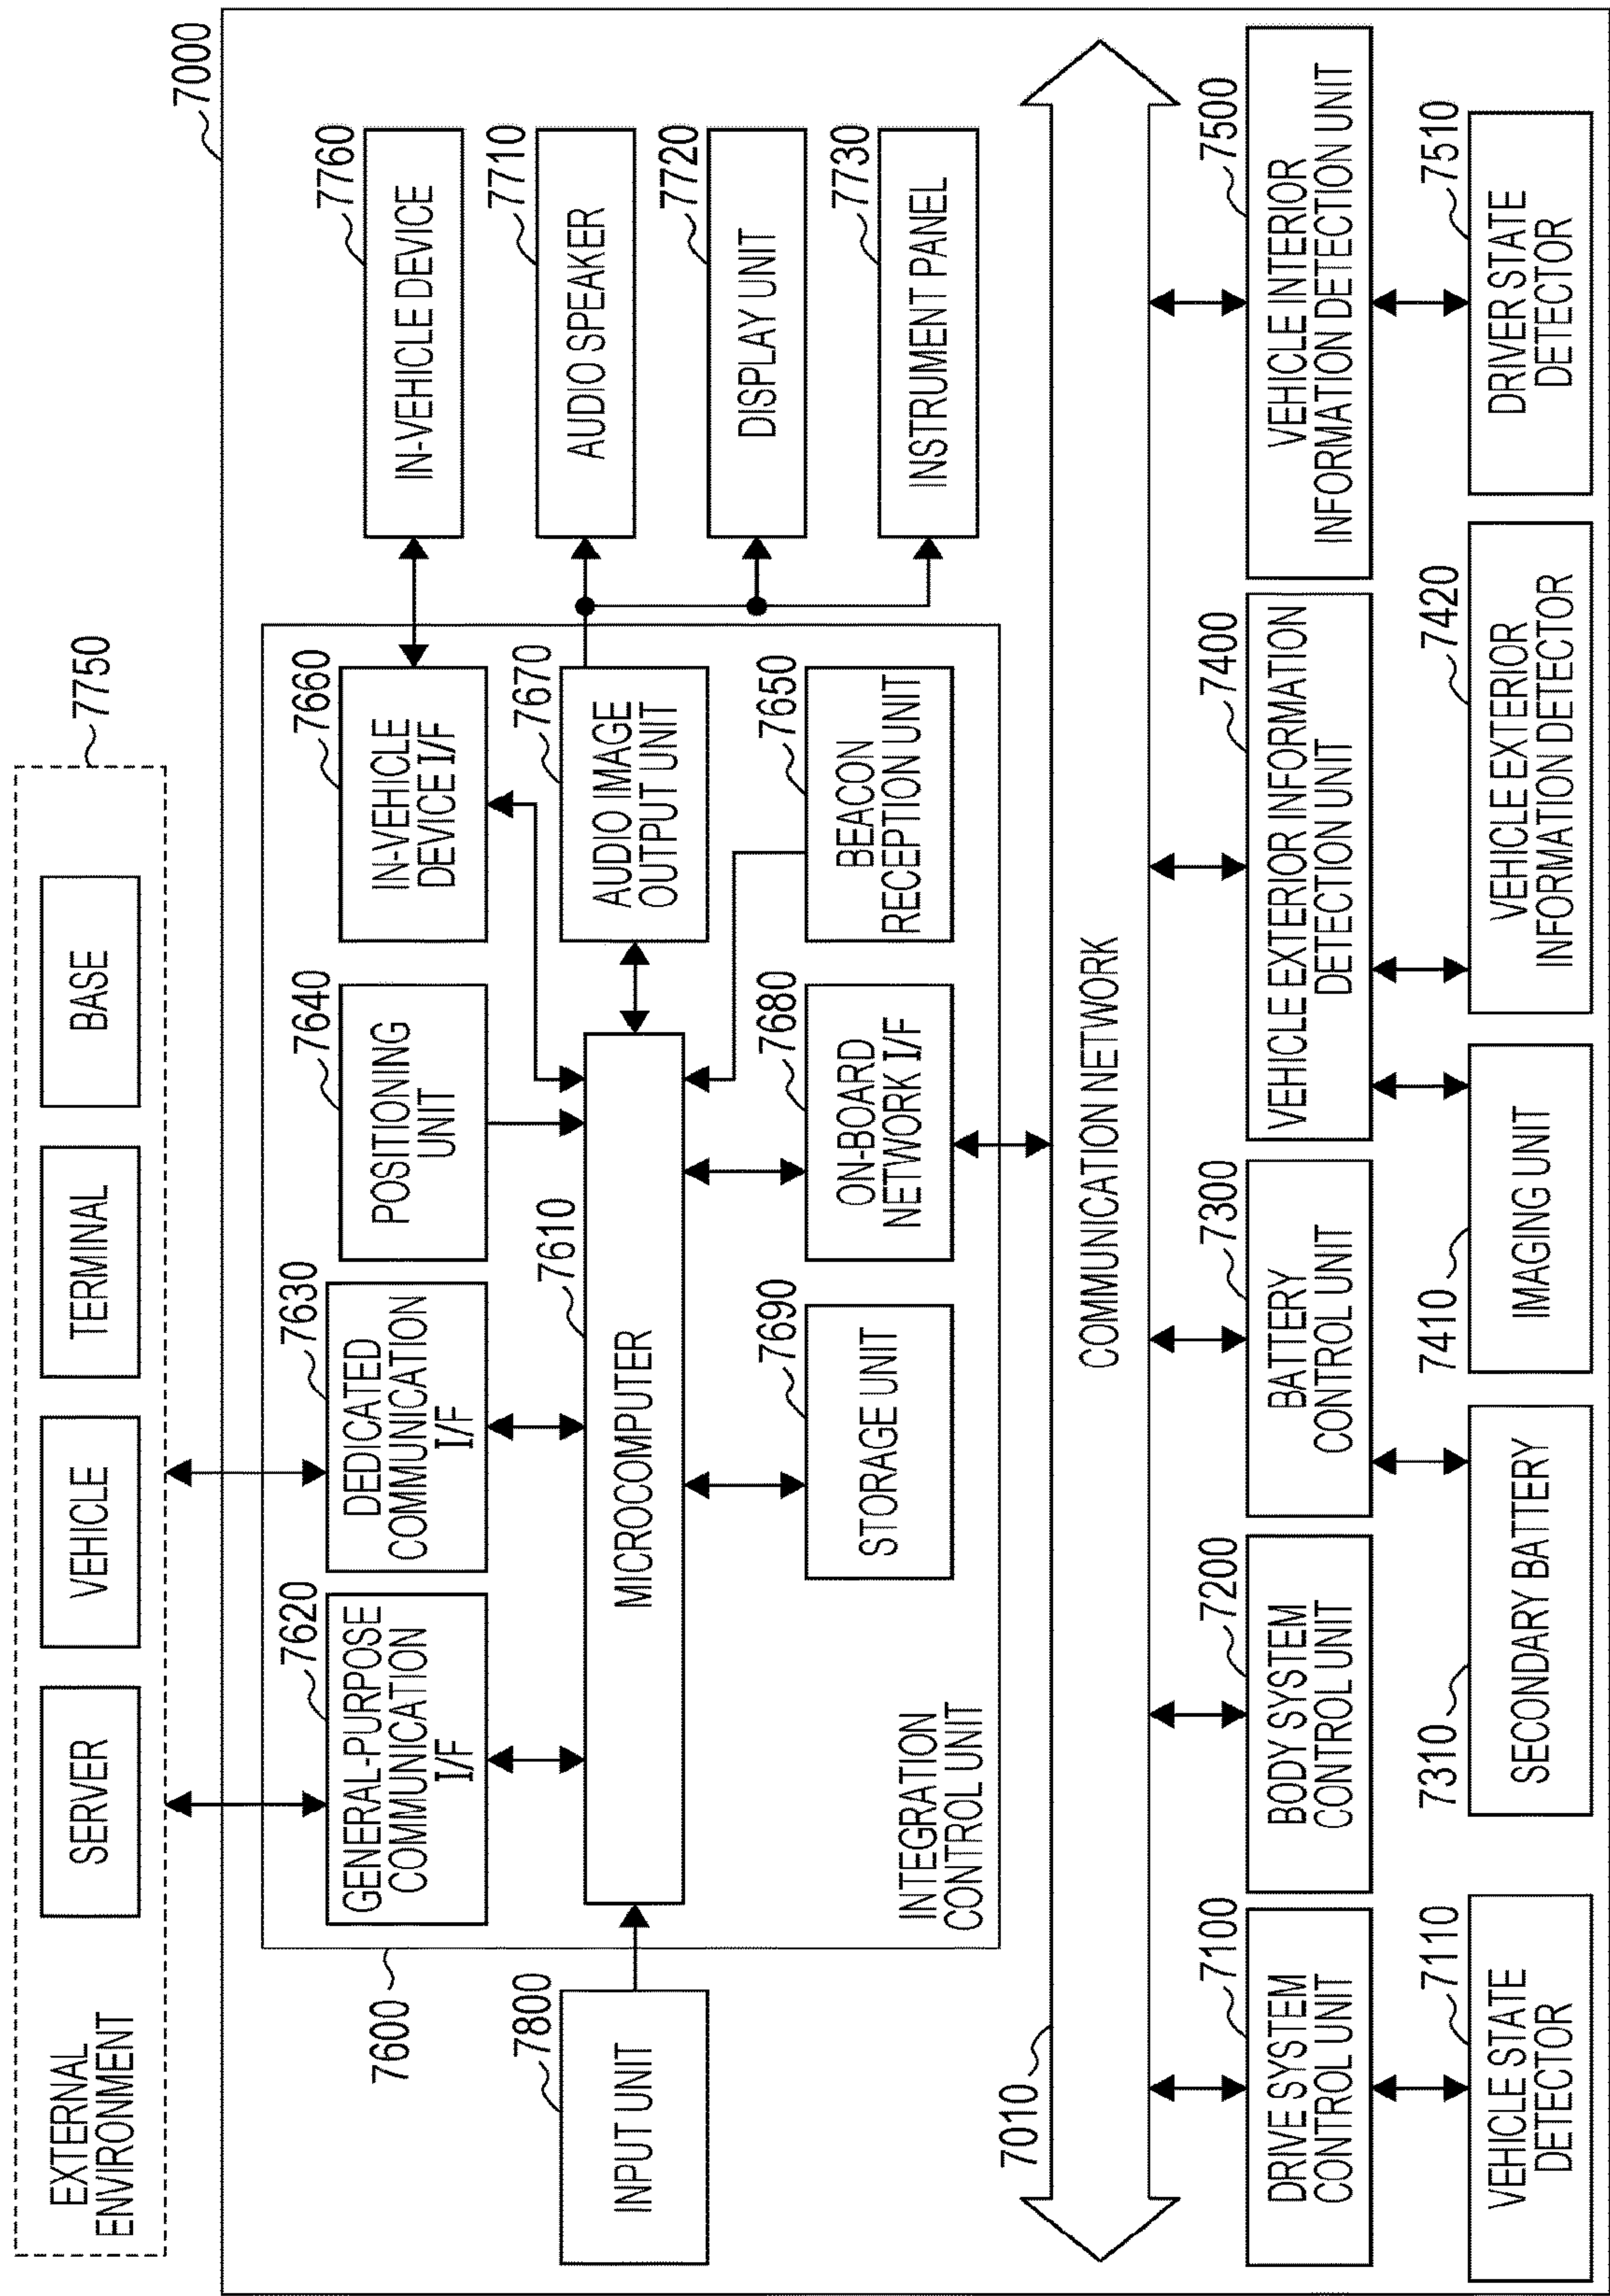 7000
EXTERNAL
ENVIRONMENT
SERVER
VEHICLE
TERMINAL
BASE
7750
7600
7620
GENERAL-PURPOSE
COMMUNICATION
I/F
7630
DEDICATED
COMMUNICATION
I/F
7640
POSITIONING
UNIT
7660
IN-VEHICLE
DEVICE I/F
7760
IN-VEHICLE DEVICE
7800
INPUT UNIT
7610
MICROCOMPUTER
7670
AUDIO IMAGE
OUTPUT UNIT
7710
AUDIO SPEAKER
7720
DISPLAY UNIT
7730
INSTRUMENT PANEL
INTEGRATION
CONTROL UNIT
7690
STORAGE UNIT
7680
ON-BOARD
NETWORK I/F
7650
BEACON
RECEPTION UNIT
7010
COMMUNICATION NETWORK
7100
DRIVE SYSTEM
CONTROL UNIT
7200
BODY SYSTEM
CONTROL UNIT
7300
BATTERY
CONTROL UNIT
7400
VEHICLE EXTERIOR INFORMATION
DETECTION UNIT
7500
VEHICLE INTERIOR
INFORMATION DETECTION UNIT
7110
VEHICLE STATE
DETECTOR
7310
SECONDARY BATTERY
7410
IMAGING UNIT
7420
VEHICLE EXTERIOR
INFORMATION DETECTOR
7510
DRIVER STATE
DETECTOR